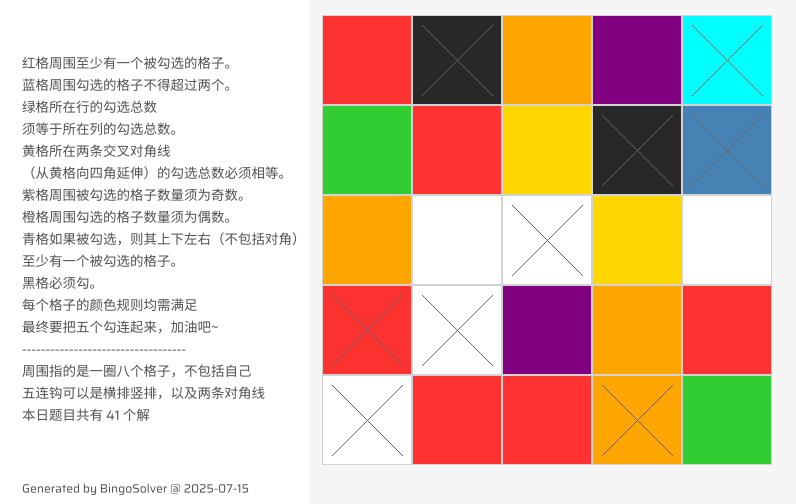 红格周围至少有一个被勾选的格子。
蓝格周围勾选的格子不得超过两个。
绿格所在行的勾选总数
须等于所在列的勾选总数。
黄格所在两条交叉对角线
（从黄格向四角延伸）的勾选总数必须相等。
紫格周围被勾选的格子数量须为奇数。
橙格周围勾选的格子数量须为偶数。
青格如果被勾选，则其上下左右（不包括对角）
至少有一个被勾选的格子。
黑格必须勾。
每个格子的颜色规则均需满足
最终要把五个勾连起来，加油吧~
-----------------------------------
周围指的是一圈八个格子，不包括自己
五连钩可以是横排竖排，以及两条对角线
本日题目共有 41 个解
Generated by BingoSolver @ 2025-07-15